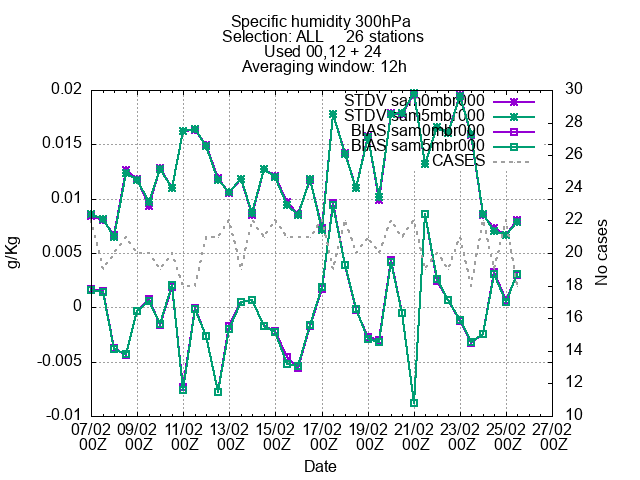 Specific humidity 300hPa
Selection: ALL 26 stations
Used 00,12 + 24
Averaging window: 12h
STDV sam0mbr000
STDV sam5mbr000
BIAS sam0mbr000
BIAS sam5mbr000
CASES
0.02
0.015
0.01
0.005
0
-0.005
-0.01
g/Kg
30
28
26
24
22
20
18
16
14
12
10
No cases
07/02 09/02 11/02 13/02 15/02 17/02 19/02 21/02 23/02 25/02 27/02
00Z 00Z 00Z 00Z 00Z 00Z 00Z 00Z 00Z 00Z 00Z
Date